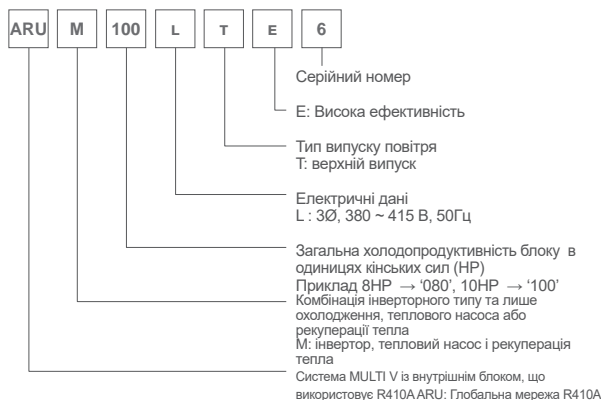 ARU M 100 L T E 6
Серійний номер
E: Висока ефективність
Тип випуску повітря
T: верхній випуск
Електричні дані
L : 3Ø, 380 ~ 415 В, 50Гц
Загальна холодопродуктивність блоку в
одиницях кінських сил (HP)
Приклад 8HP → ‘080’, 10HP → ‘100’
Комбінація інверторного типу та лише
охолодження, теплового насоса або
рекуперації тепла
M: інвертор, тепловий насос і рекуперація
тепла
Система MULTI V із внутрішнім блоком, що
використовує R410A ARU: Глобальна мережа R410A